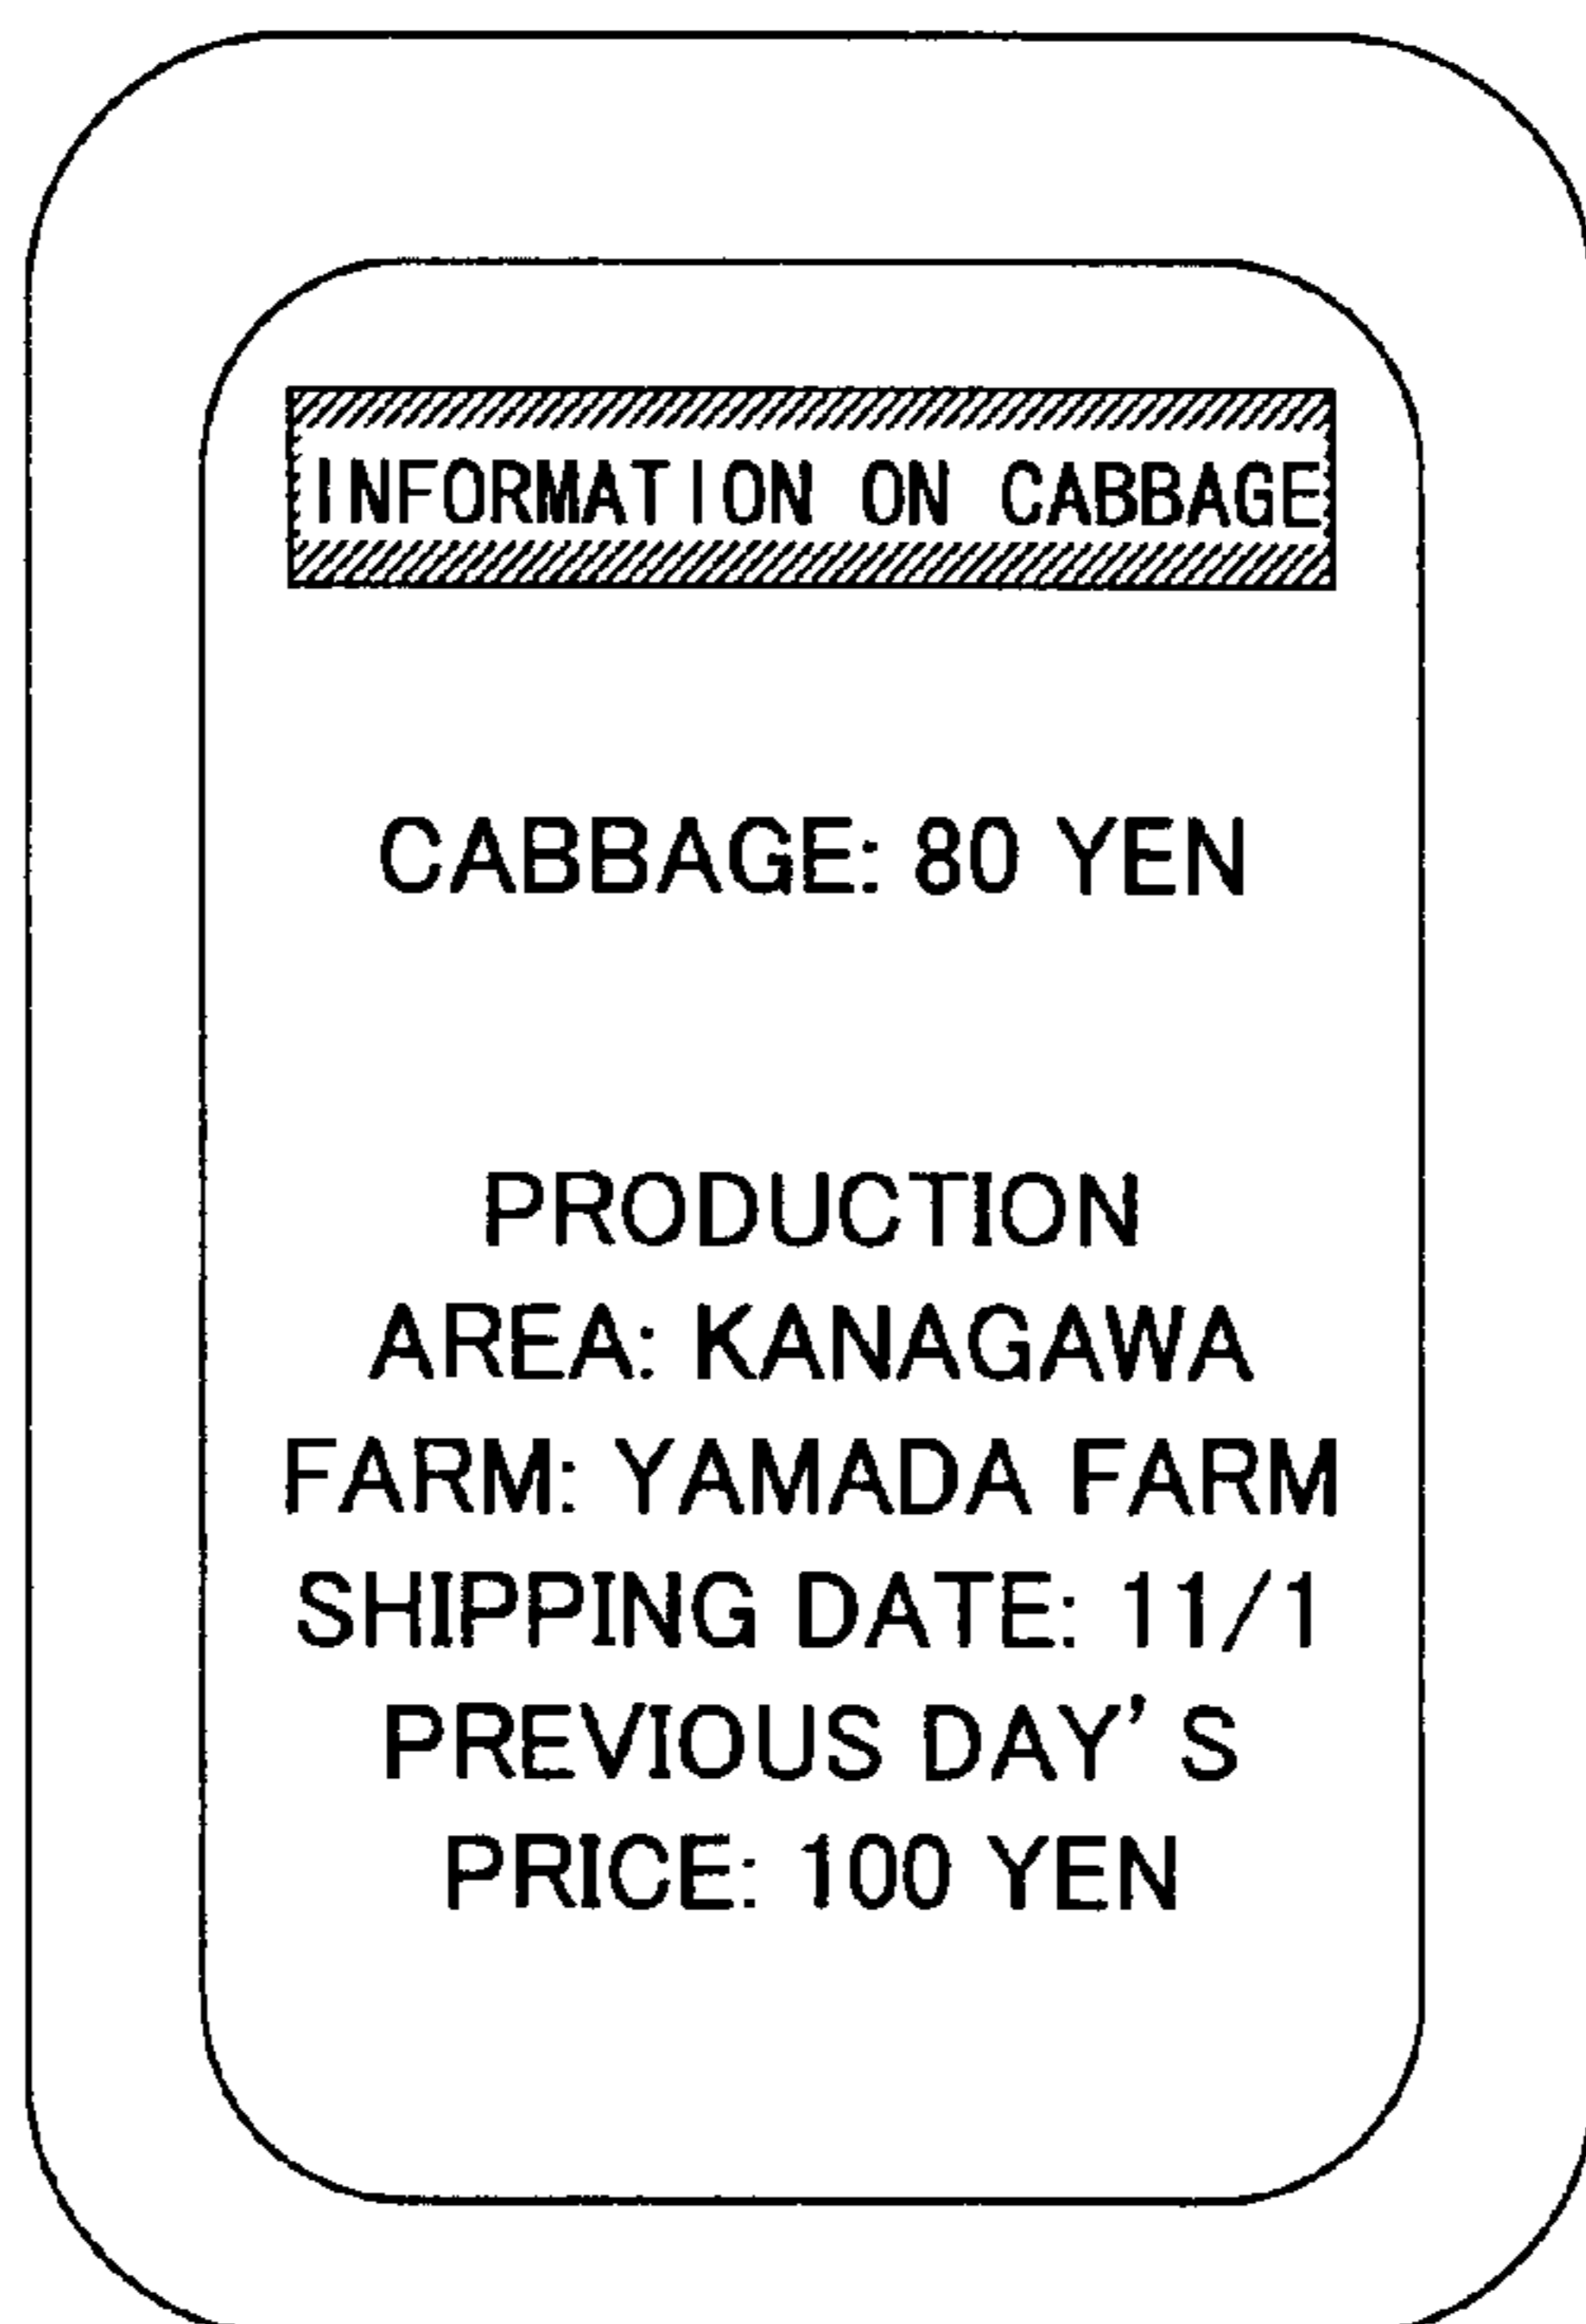 INFORMATION ON CABBAGE
CABBAGE: 80 YEN
PRODUCTION
AREA: KANAGAWA
FARM: YAMADA FARM
SHIPPING DATE: 11/1
PREVIOUS DAY'S
PRICE: 100 YEN